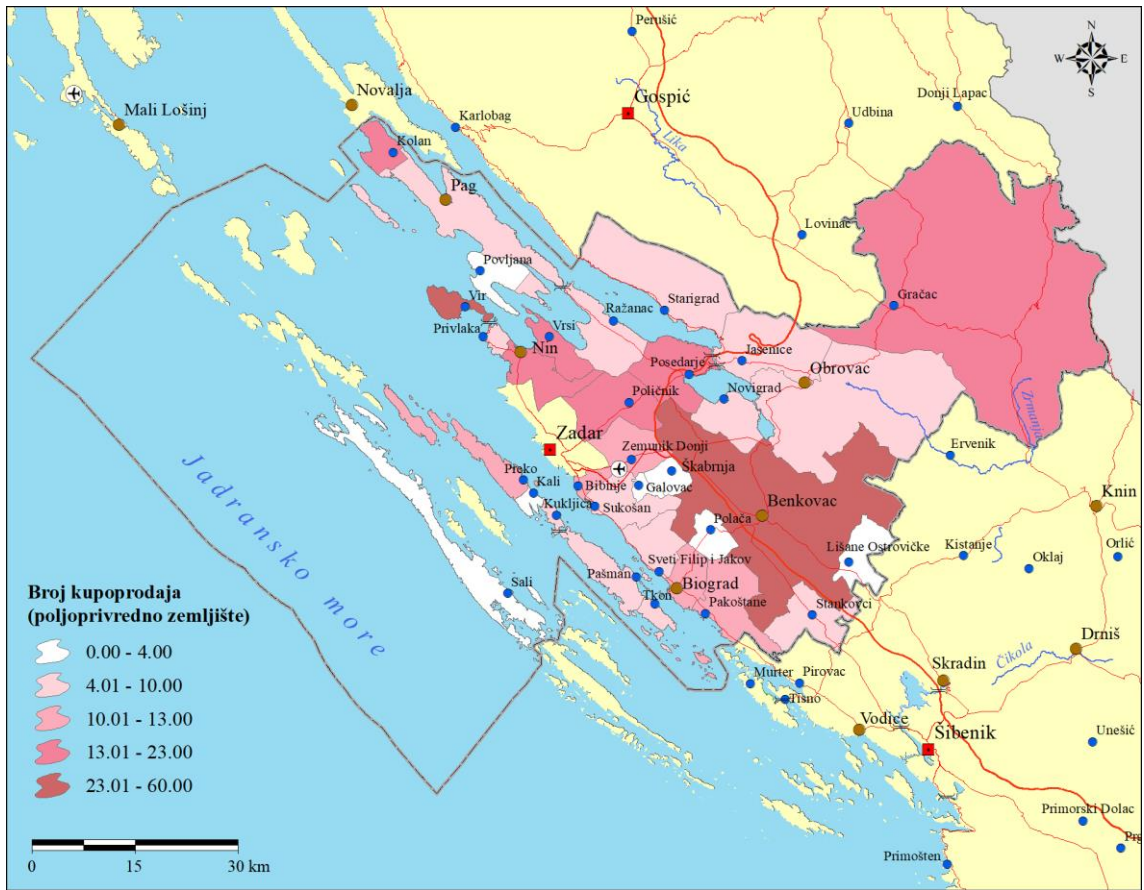 Perušić
N
W
E
S
Novalja
Mali Lošinj
Karlobag
Gospić
Donji Lapac
Udbina
Lika
Kolan
Pag
Lovinac
Povljana
Vir
Ražanac
Starigrad
Gračac
Privlaka
Vrsi
Nin
Jasenice
Posedarje
Obrovac
Poličnik
Novigrad
Zrmanja
Zadar
Zemunik Donji
Ervenik
Preko
Škabrnja
Kali
Bibinje
Galovac
Knin
Kukljica
Sukošan
Benkovac
Polača
Orlić
Lišane Ostrovičke
Kistanje
Oklaj
Jadransko
more
Sveti Filip i Jakov
Pašman
Biograd
Sali
Tkon
Pakoštane
Stankovci
Drniš
Čikola
Murter
Pirovac
Skradin
Tisno
Vodice
Šibenik
Unešić
Primorski Dolac
Prg
Primošten
Broj kupoprodaja
(poljoprivredno zemljište)
0.00 - 4.00
4.01 - 10.00
10.01 - 13.00
13.01 - 23.00
23.01 - 60.00
0
15
30 km